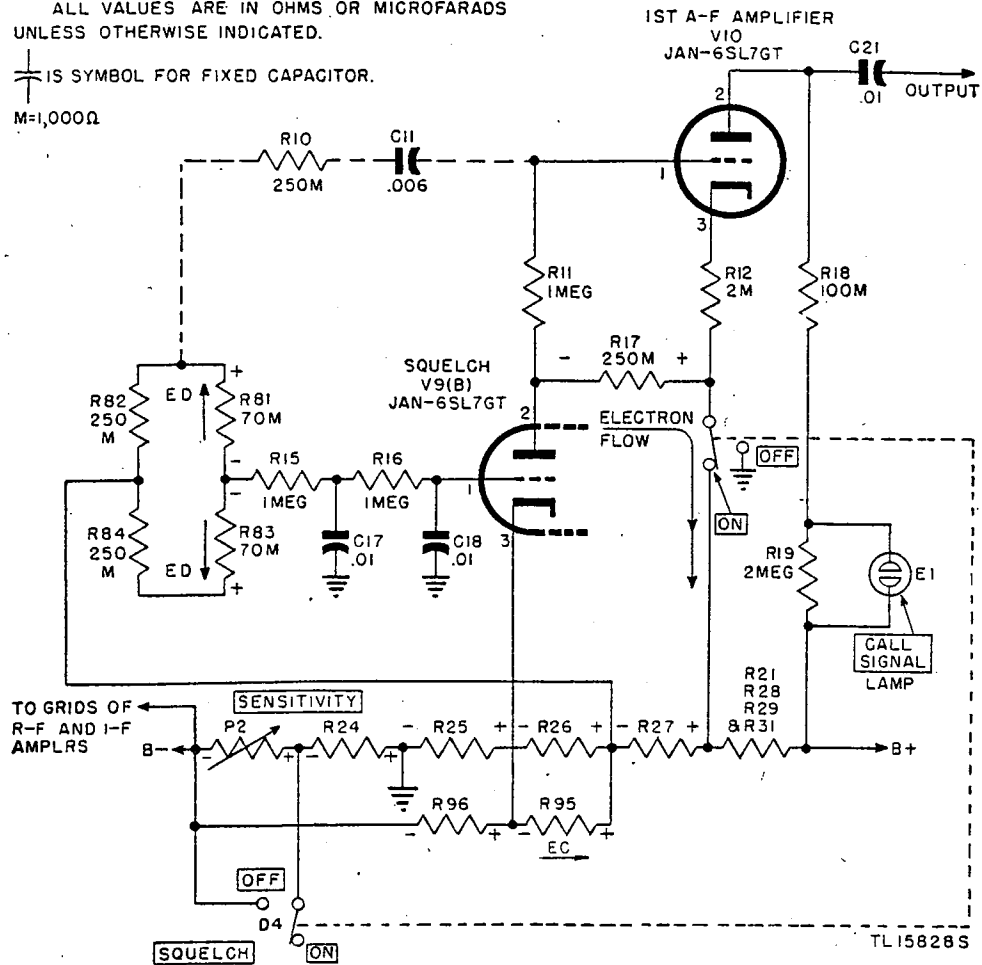 ALL VALUES ARE IN OHMS OR MICROFARADS
UNLESS OTHERWISE INDICATED.
IS SYMBOL FOR FIXED CAPACITOR.
M=1,000Ω
1ST A-F AMPLIFIER
V10
JAN-6SL7GT
C21
.01
OUTPUT
2
1
3
R10
250M
C11
.006
R11
1MEG
R12
2M
R18
100M
R17
250M
- +
SQUELCH
V9(B)
JAN-6SL7GT
2
1
3
ELECTRON
FLOW
OFF
ON
R82
250
M
ED
+
R81
70M
-
-
R84
250
M
ED
R83
70M
+
R15
1MEG
R16
1MEG
C17
.01
C18
.01
R19
2MEG
E1
CALL
SIGNAL
LAMP
TO GRIDS OF
R-F AND I-F
AMPLRS
SENSITIVITY
B-
- P2 +
- R24 +
- R25 +
- R26 +
- R27 +
R21
R28
R29
&R31
B+
- R96 +
- R95 +
EC
OFF
D4
SQUELCH
ON
TL15828S